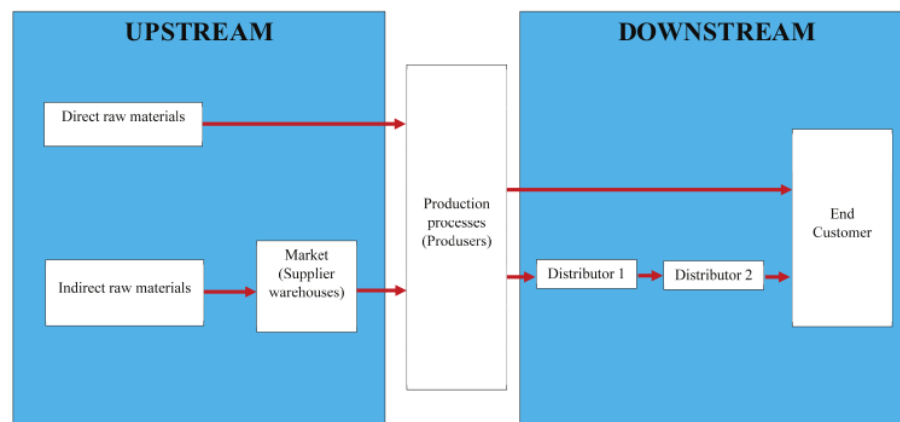 UPSTREAM
DOWNSTREAM
Direct raw materials
Indirect raw materials
Market
(Supplier
warehouses)
Production
processes
(Produsers)
Distributor 1
Distributor 2
End
Customer